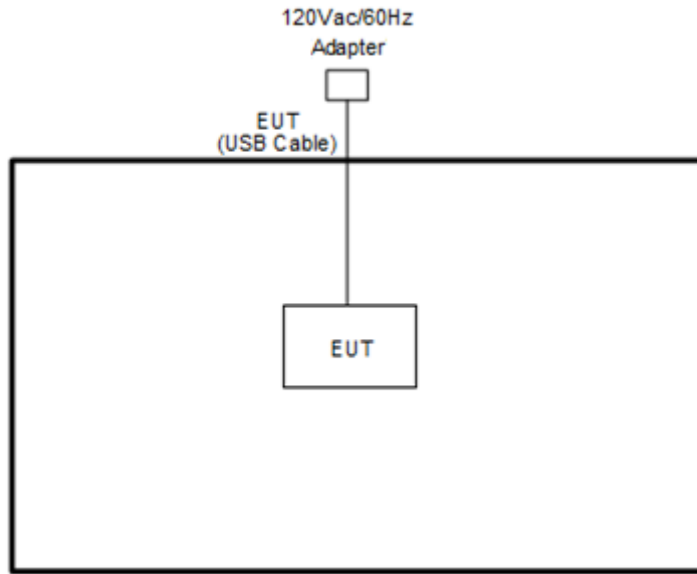 120Vac/60Hz
Adapter
EUT
(USB Cable)
EUT